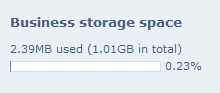 Business storage space
2.39MB used (1.01GB in total)
0.23%